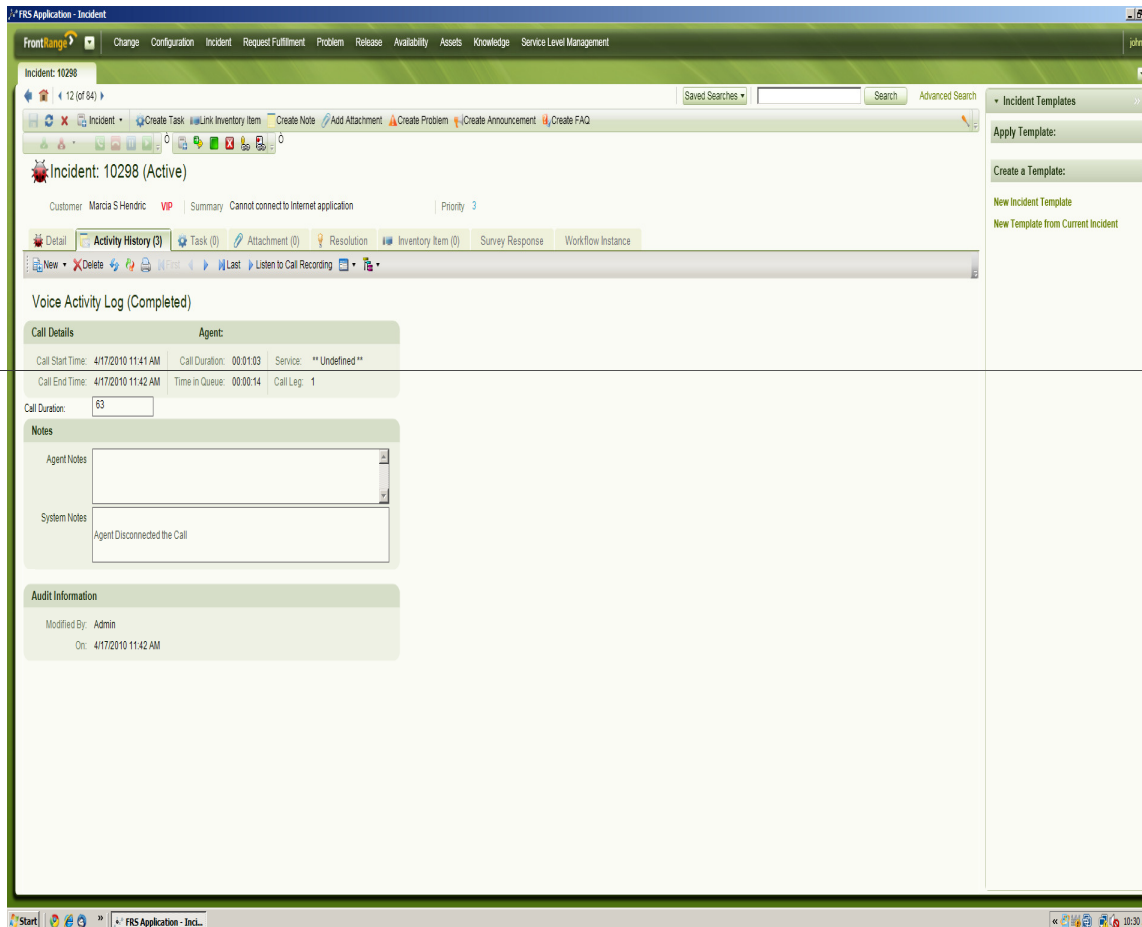 FRS Application - Incident
FrontRange Change Configuration Incident Request Fulfillment Problem Release Availability Assets Knowledge Service Level Management john
Incident: 10298
12 (of 84) Saved Searches Search Advanced Search
Incident Create Task Link Inventory Item Create Note Add Attachment Create Problem Create Announcement Create FAQ
Incident: 10298 (Active)
Customer Marcia S Hendric VIP Summary Cannot connect to Internet application Priority 3
Detail Activity History (3) Task (0) Attachment (0) Resolution Inventory Item (0) Survey Response Workflow Instance
New Delete First Last Listen to Call Recording
Voice Activity Log (Completed)
Call Details Agent:
Call Start Time: 4/17/2010 11:41 AM Call Duration: 00:01:03 Service: ** Undefined **
Call End Time: 4/17/2010 11:42 AM Time in Queue: 00:00:14 Call Leg: 1
Call Duration: 63
Notes
Agent Notes
System Notes
Agent Disconnected the Call
Audit Information
Modified By: Admin
On: 4/17/2010 11:42 AM
Incident Templates
Apply Template:
Create a Template:
New Incident Template
New Template from Current Incident
Start FRS Application - Inci... 10:30